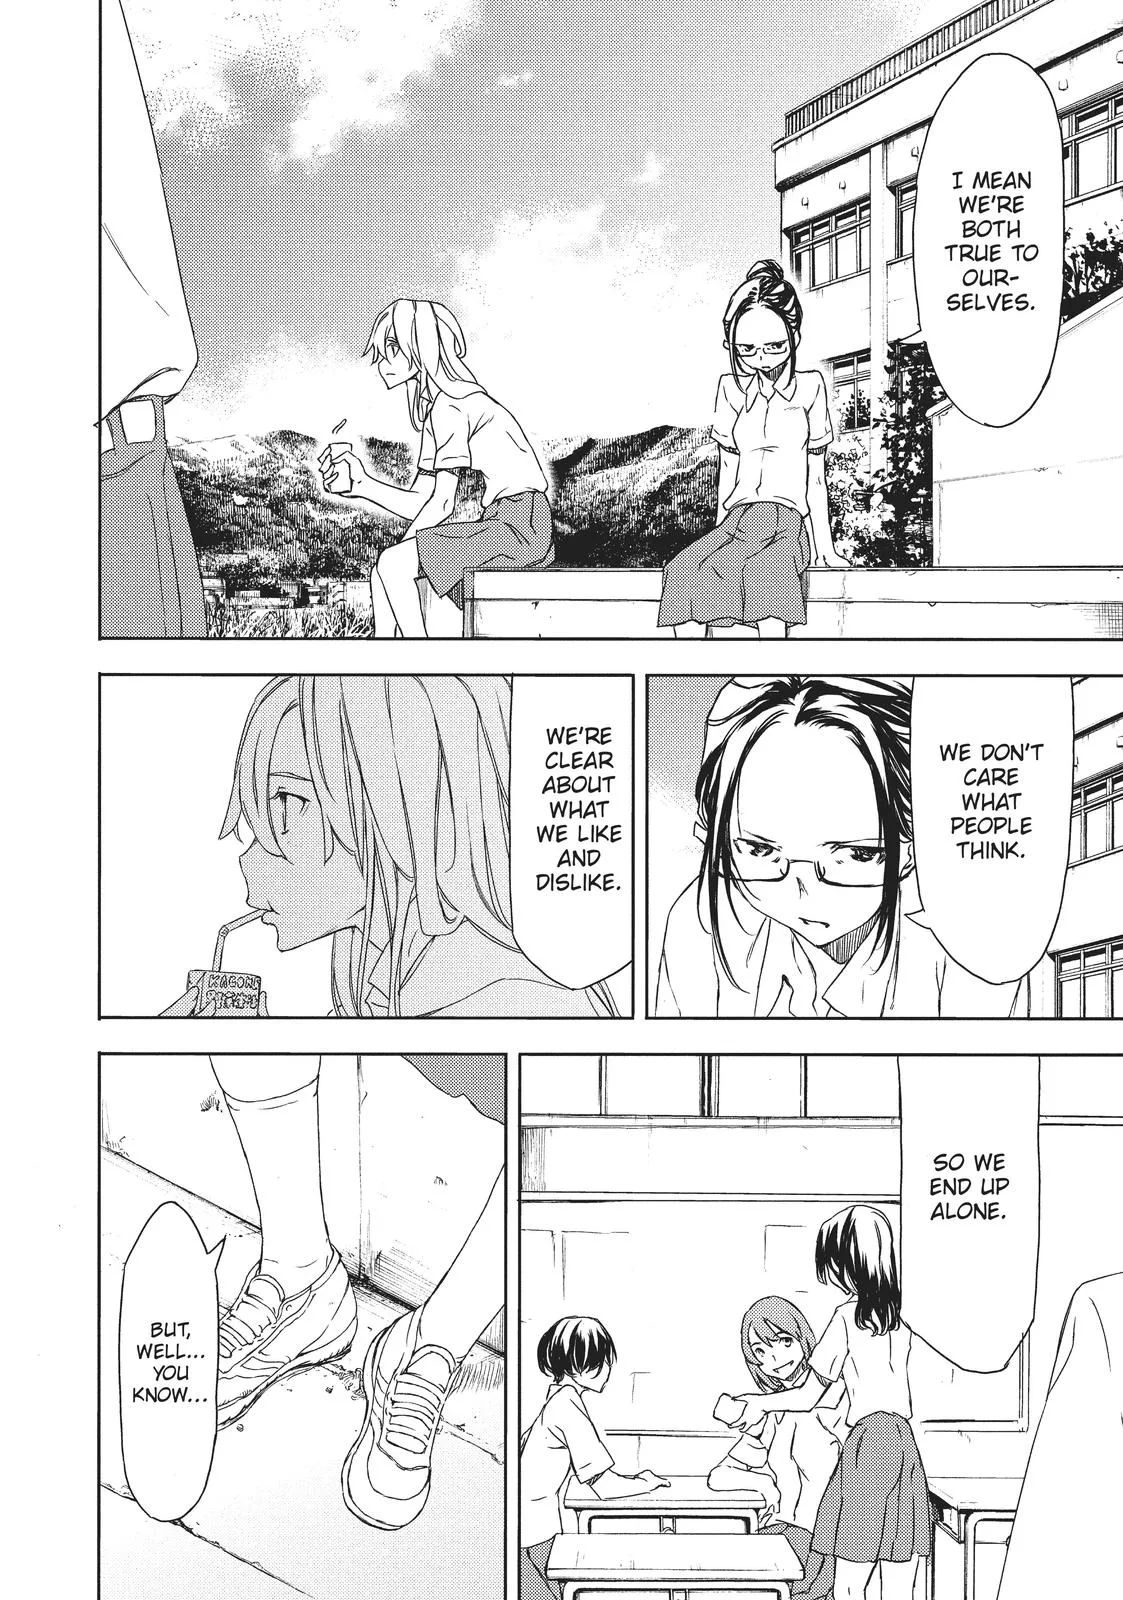 I MEAN
WE'RE
BOTH
TRUE TO
OUR-
SELVES.
WE DON'T
CARE
WHAT
PEOPLE
THINK.
WE'RE
CLEAR
ABOUT
WHAT
WE LIKE
AND
DISLIKE.
KAGOME
SO WE
END UP
ALONE.
BUT,
WELL...
YOU
KNOW...